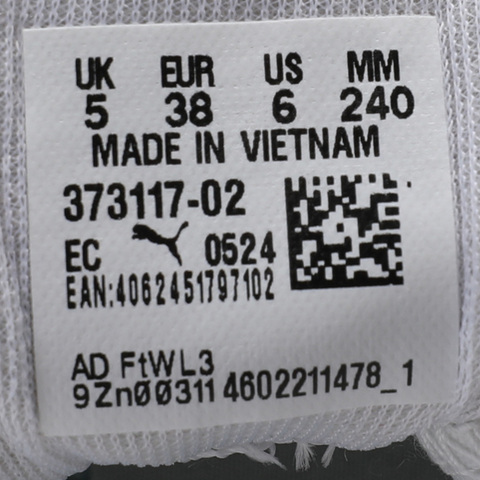 UK EUR US MM
5 38 6 240
MADE IN VIETNAM
373117-02
EC 0524
EAN:4062451797102
AD FtWL3
9Zn00311 4602211478_1